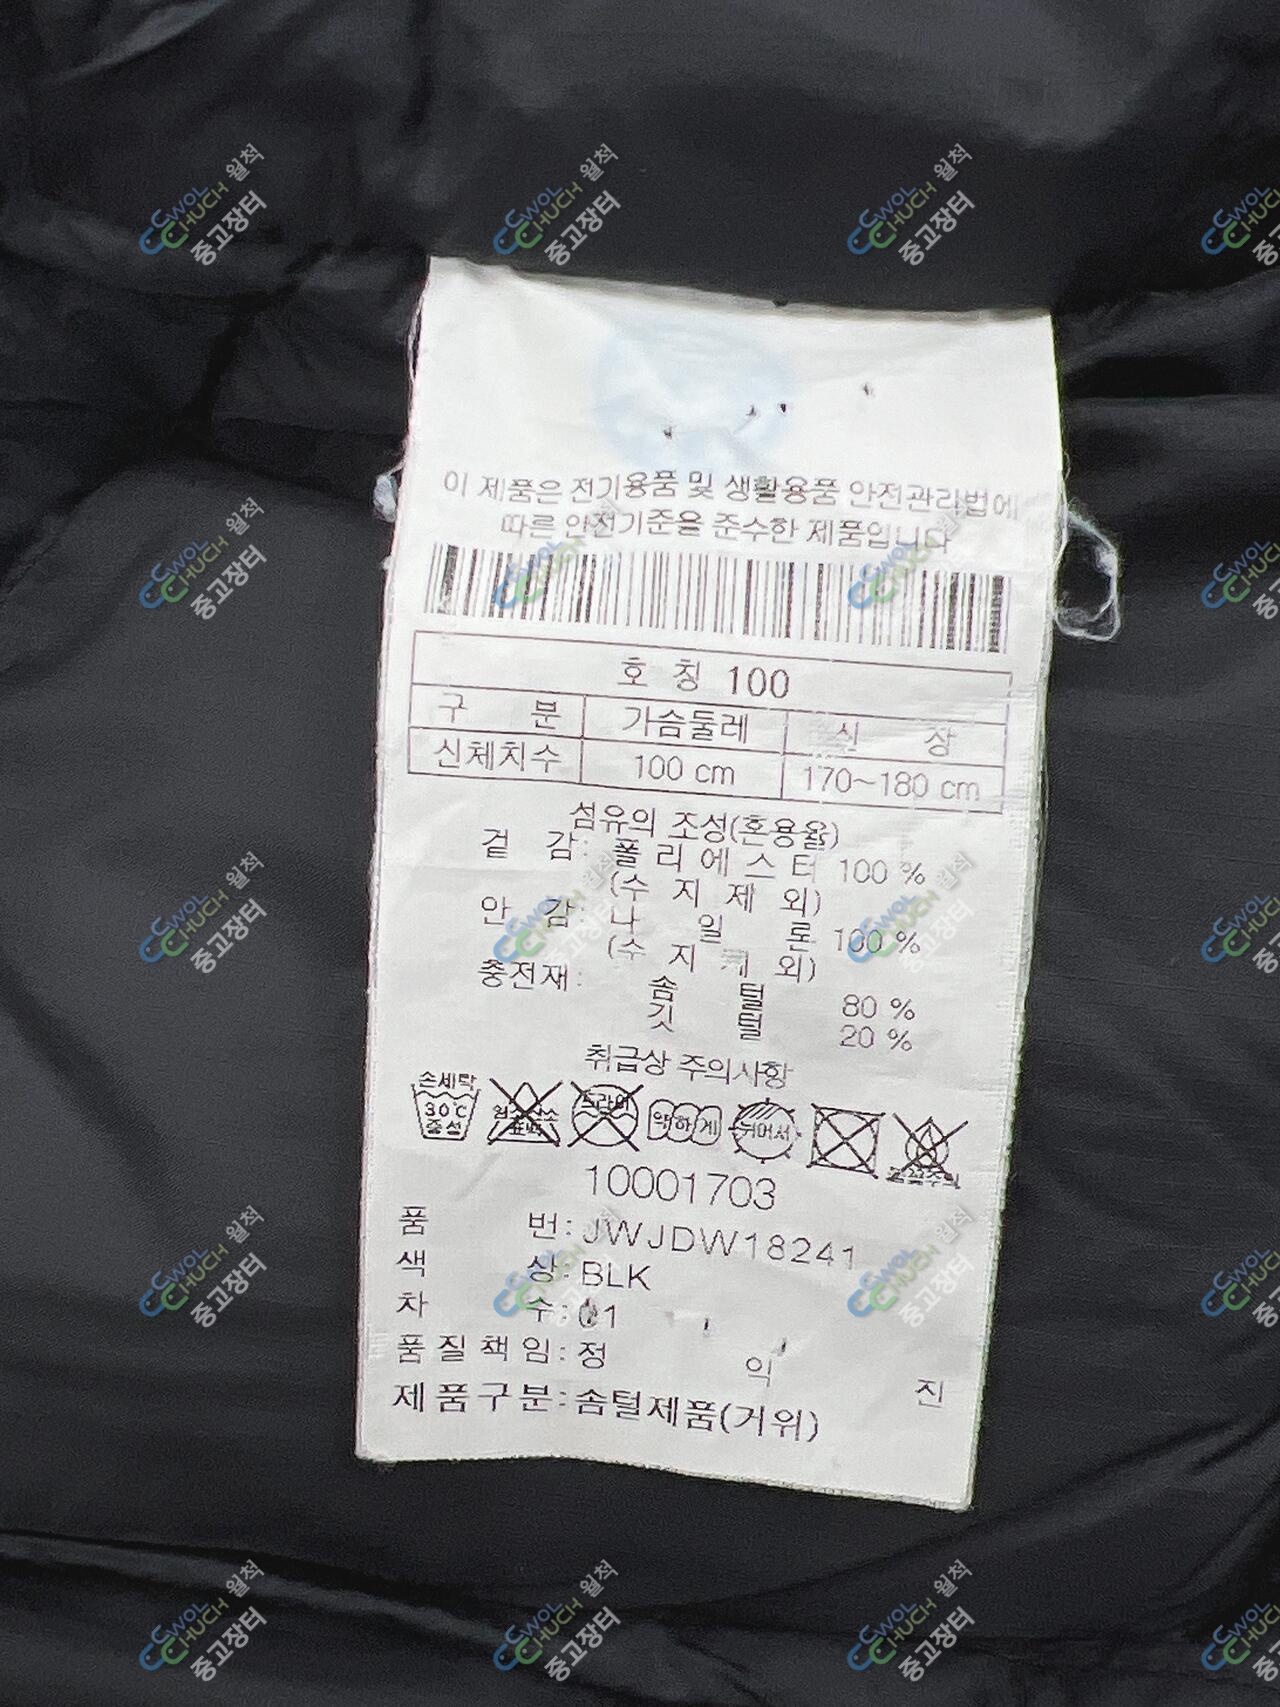 이 제품은 전기용품 및 생활용품 안전관리법에
따른 안전기준을 준수한 제품입니다
호 칭 100
구 분 가슴둘레 신 장
신체치수 100 cm 170~180 cm
섬유의 조성(혼용율)
겉 감: 폴 리 에 스 터 100 %
(수 지 제 외)
안 감: 나 일 론 100 %
(수 지 제 외)
충전재: 솜 털 80 %
깃 털 20 %
취급상 주의사항
손세탁 30℃ 중성
드라이
약하게
뉘어서
10001703
품 번: JWJDW18241
색 상: BLK
차 수: 01
품 질 책 임: 정 익 진
제 품 구 분: 솜털제품(거위)
CWOL CHUCH 월척 중고장터